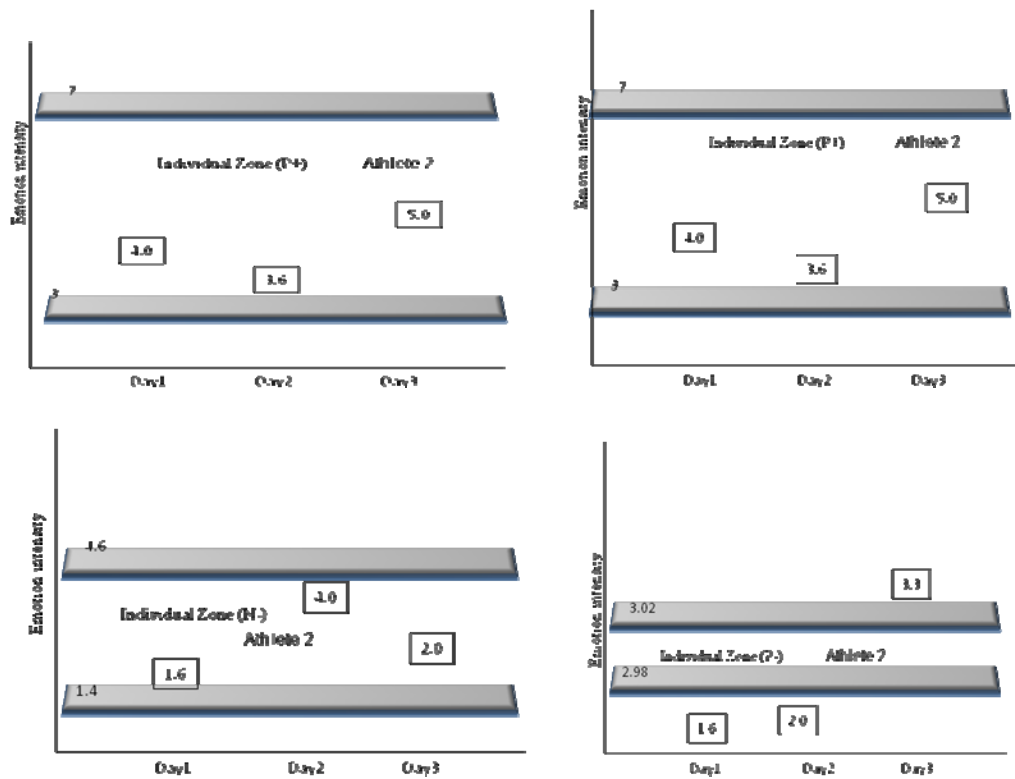 7
Emotion intensity
Individual Zone (P+) Athlete 2
5.0
4.0
3.6
3
Day1 Day2 Day3
7
Emotion intensity
Individual Zone (P+) Athlete 2
5.0
4.0
3.6
3
Day1 Day2 Day3
4.6
Emotion intensity
4.0
Individual Zone (N-)
Athlete 2
2.0
1.6
1.4
Day1 Day2 Day3
3.3
Emotion intensity
3.02
Individual Zone (P-) Athlete 2
2.98
1.6 2.0
Day1 Day2 Day3